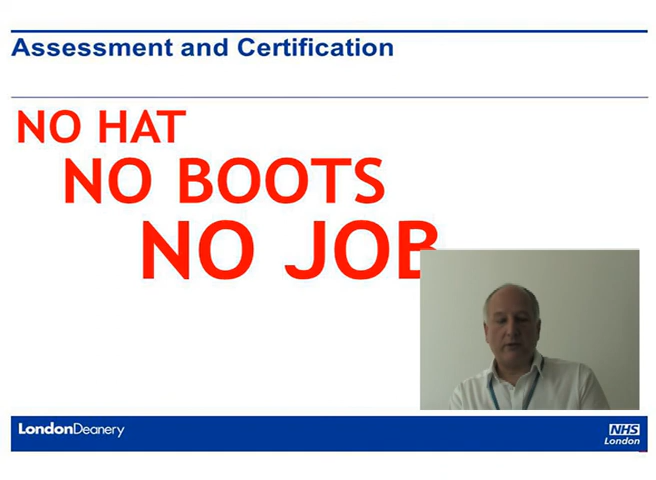 Assessment and Certification
NO HAT
NO BOOTS
NO JOB
LondonDeanery
NHS
London